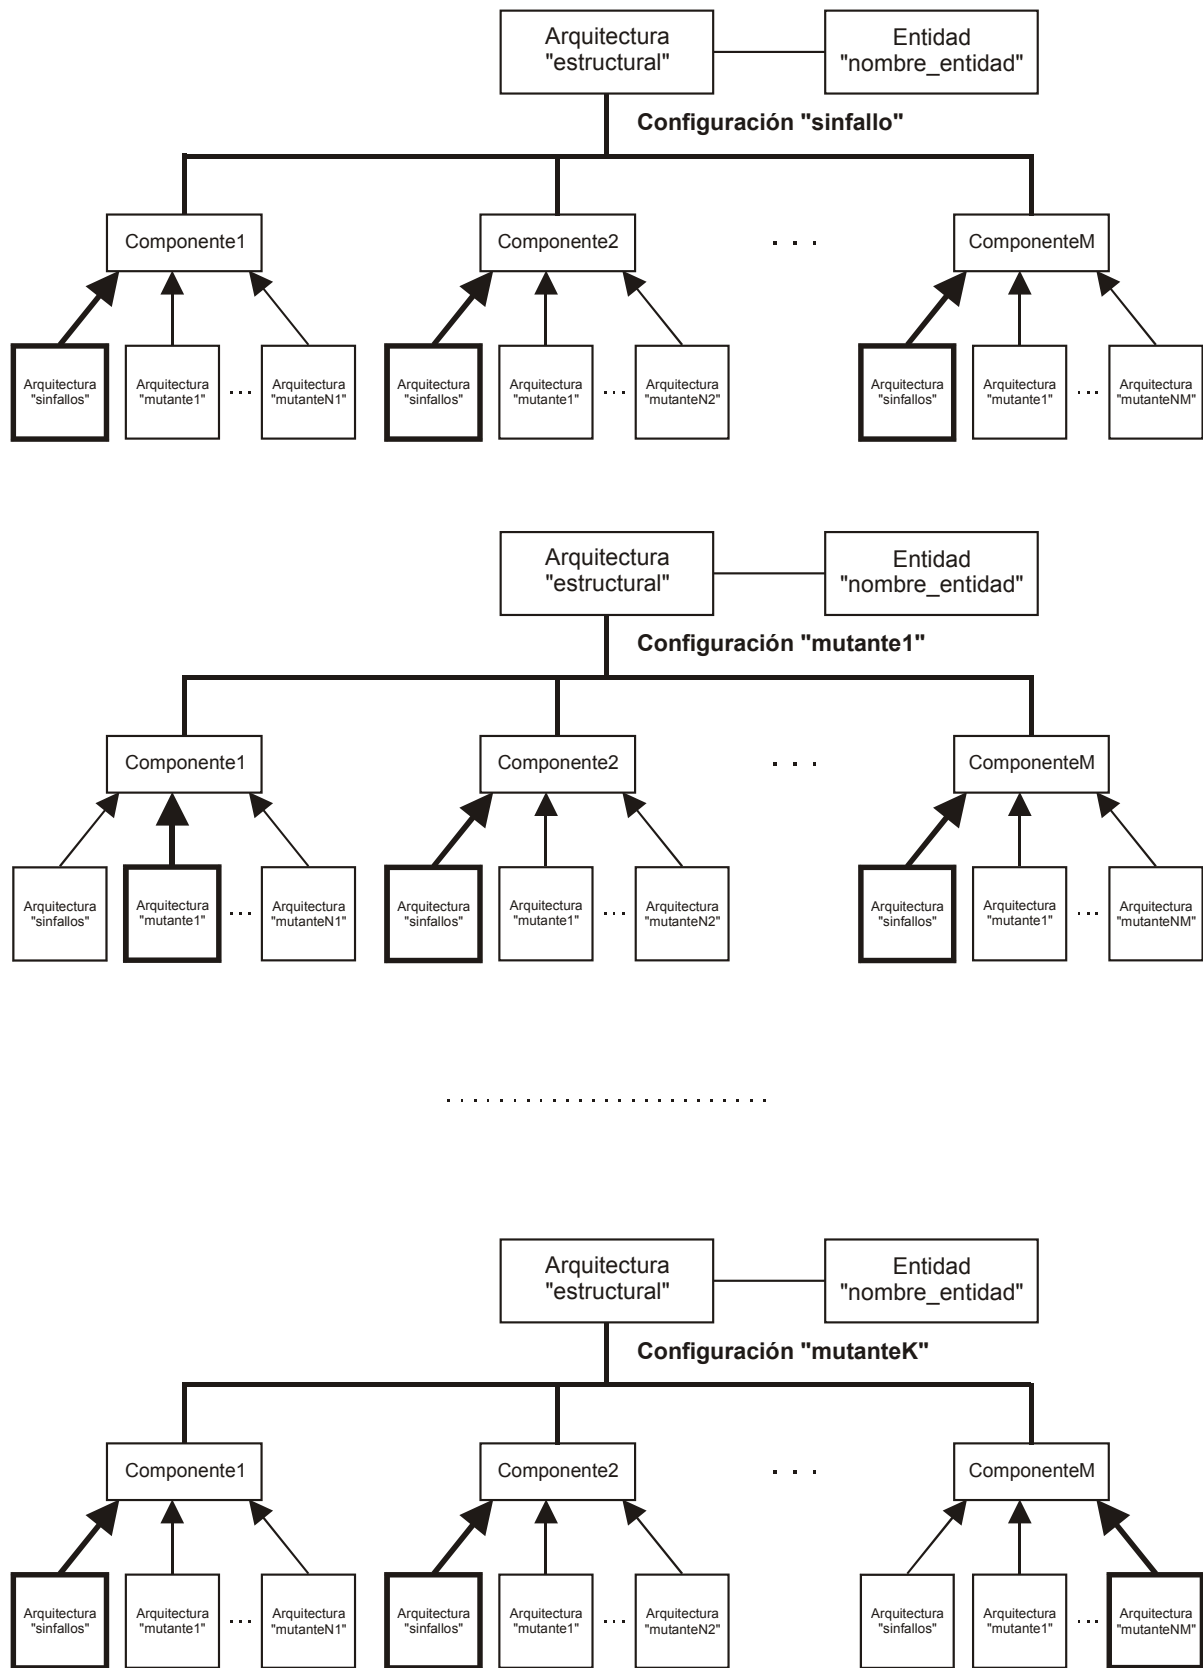 Arquitectura
"estructural"
Entidad
"nombre_entidad"
Configuración "sinfallo"
Componente1
Componente2
. . .
ComponenteM
Arquitectura
"sinfallos"
Arquitectura
"mutante1"
...
Arquitectura
"mutanteN1"
Arquitectura
"sinfallos"
Arquitectura
"mutante1"
...
Arquitectura
"mutanteN2"
Arquitectura
"sinfallos"
Arquitectura
"mutante1"
...
Arquitectura
"mutanteNM"
Arquitectura
"estructural"
Entidad
"nombre_entidad"
Configuración "mutante1"
Componente1
Componente2
. . .
ComponenteM
Arquitectura
"sinfallos"
Arquitectura
"mutante1"
...
Arquitectura
"mutanteN1"
Arquitectura
"sinfallos"
Arquitectura
"mutante1"
...
Arquitectura
"mutanteN2"
Arquitectura
"sinfallos"
Arquitectura
"mutante1"
...
Arquitectura
"mutanteNM"
. . . . . . . . . . . . . . . . . . . . . . . . .
Arquitectura
"estructural"
Entidad
"nombre_entidad"
Configuración "mutanteK"
Componente1
Componente2
. . .
ComponenteM
Arquitectura
"sinfallos"
Arquitectura
"mutante1"
...
Arquitectura
"mutanteN1"
Arquitectura
"sinfallos"
Arquitectura
"mutante1"
...
Arquitectura
"mutanteN2"
Arquitectura
"sinfallos"
Arquitectura
"mutante1"
...
Arquitectura
"mutanteNM"